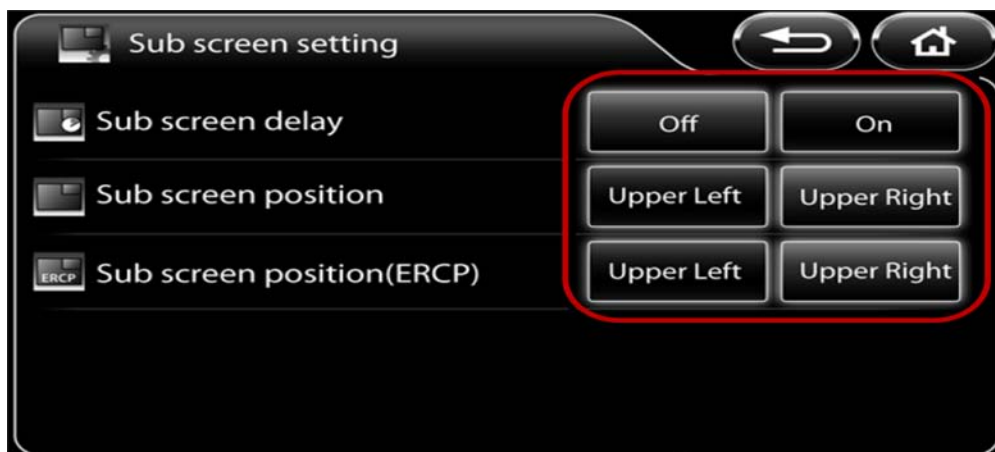 Sub screen setting
Sub screen delay Off On
Sub screen position Upper Left Upper Right
ERCP Sub screen position(ERCP) Upper Left Upper Right